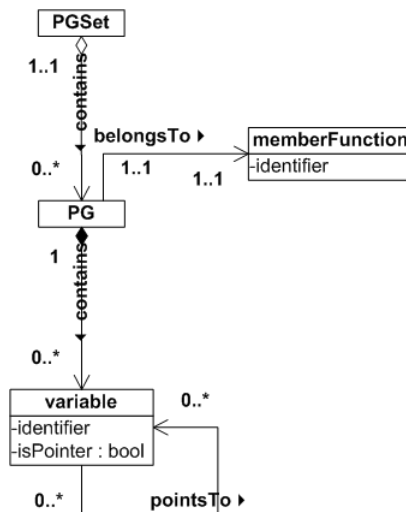 PGSet
1..1
contains
belongsTo
memberFunction
-identifier
0..*
1..1
1..1
PG
1
contains
0..*
variable
0..*
-identifier
-isPointer : bool
0..*
pointsTo